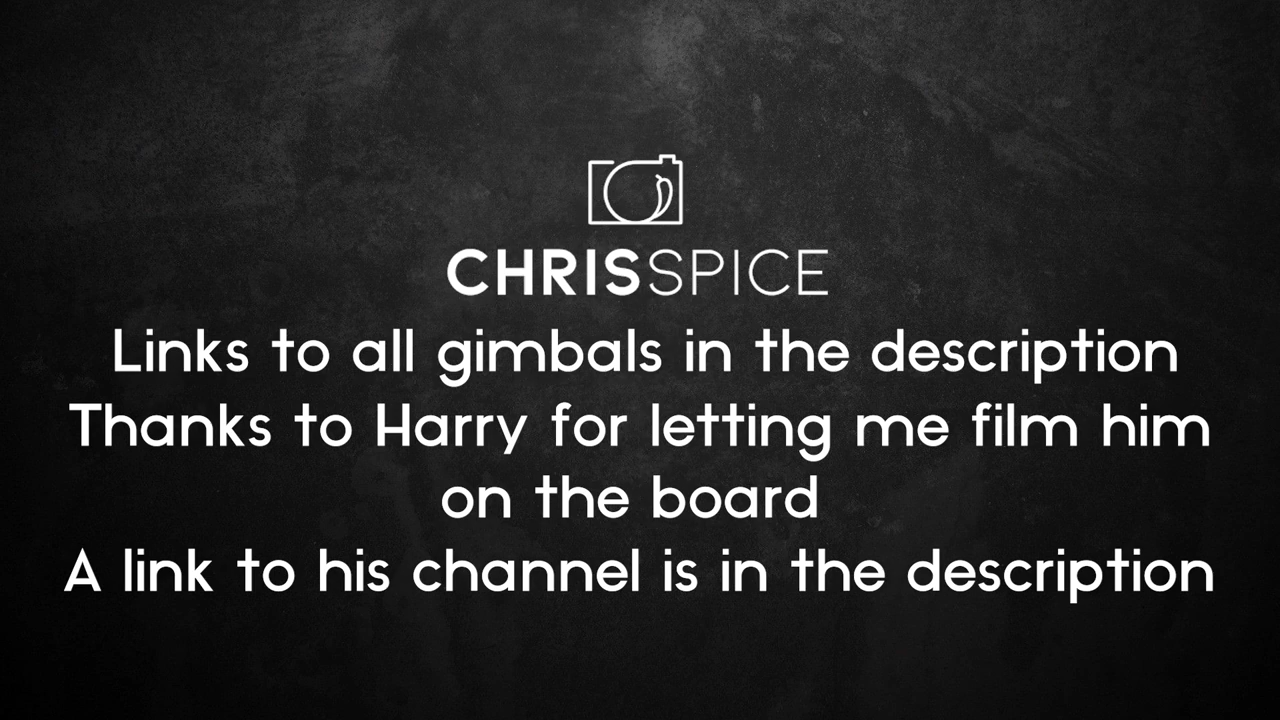 CHRISSPICE
Links to all gimbals in the description
Thanks to Harry for letting me film him
on the board
A link to his channel is in the description